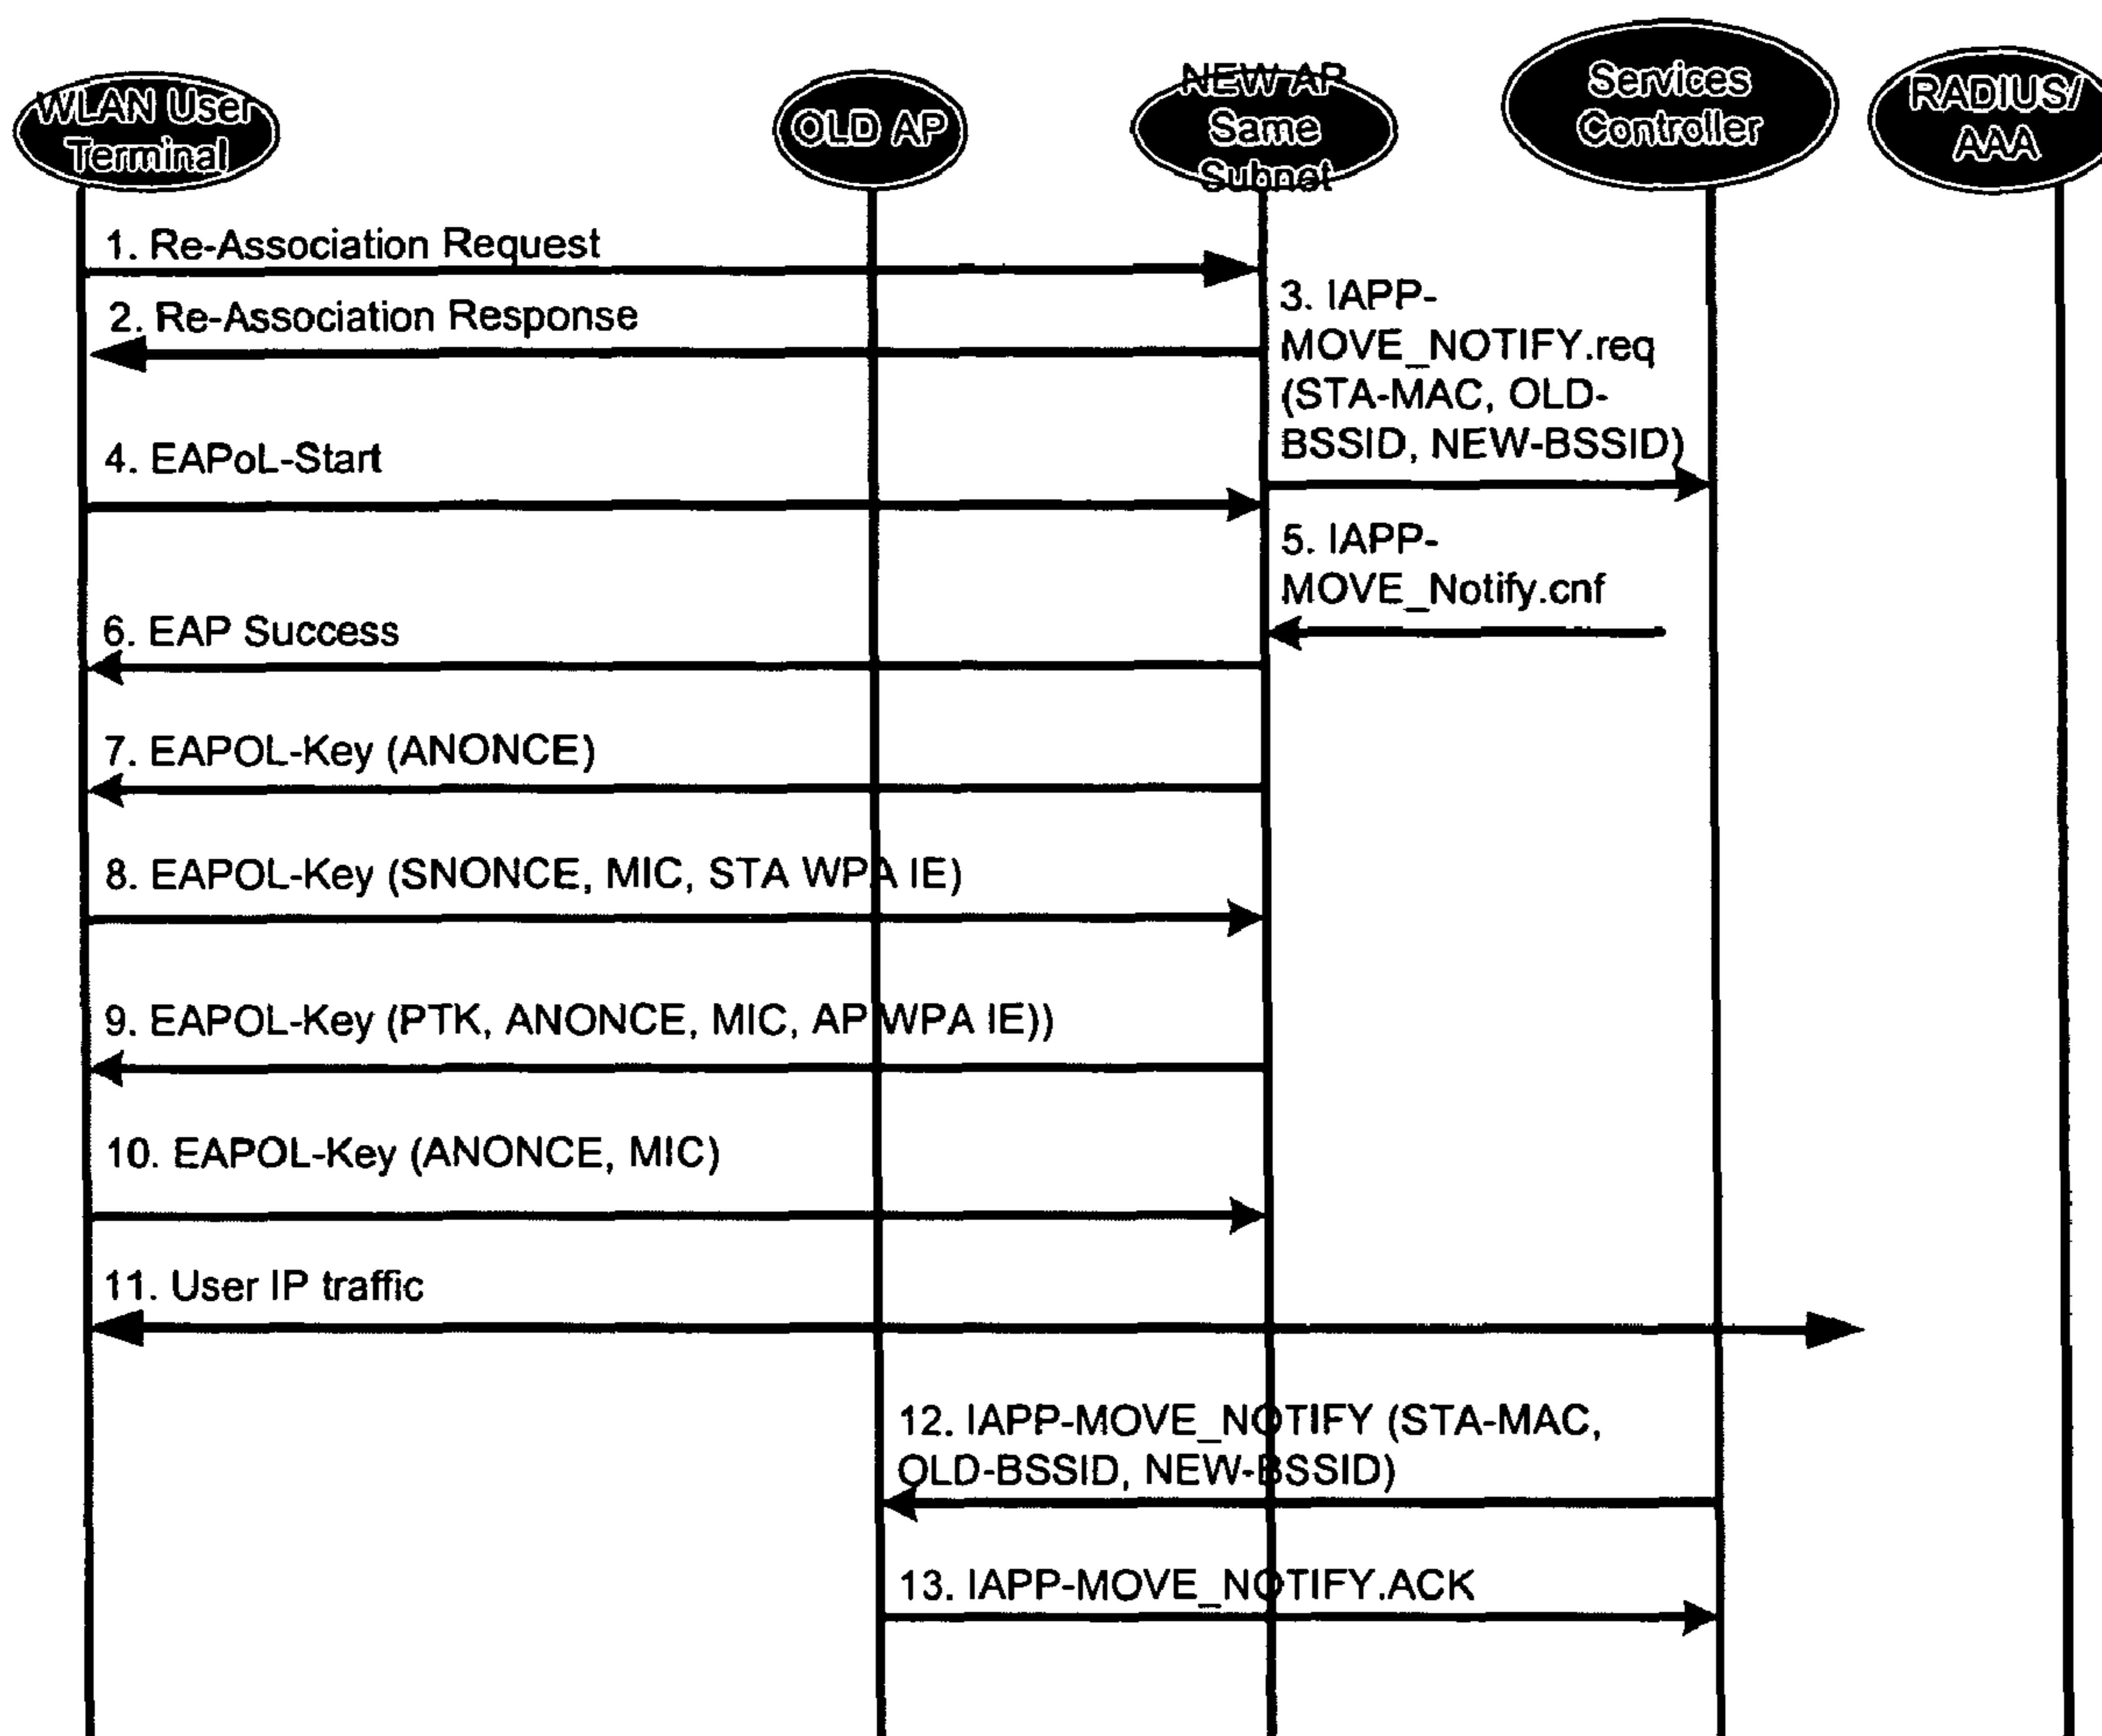 WLAN User
Terminal
OLD AP
NEW AP
Same
Subnet
Services
Controller
RADIUS/
AAA
1. Re-Association Request
2. Re-Association Response
3. IAPP-
MOVE_NOTIFY.req
(STA-MAC, OLD-
BSSID, NEW-BSSID)
4. EAPoL-Start
5. IAPP-
MOVE_Notify.cnf
6. EAP Success
7. EAPOL-Key (ANONCE)
8. EAPOL-Key (SNONCE, MIC, STA WPA IE)
9. EAPOL-Key (PTK, ANONCE, MIC, AP WPA IE))
10. EAPOL-Key (ANONCE, MIC)
11. User IP traffic
12. IAPP-MOVE_NOTIFY (STA-MAC,
OLD-BSSID, NEW-BSSID)
13. IAPP-MOVE_NOTIFY.ACK